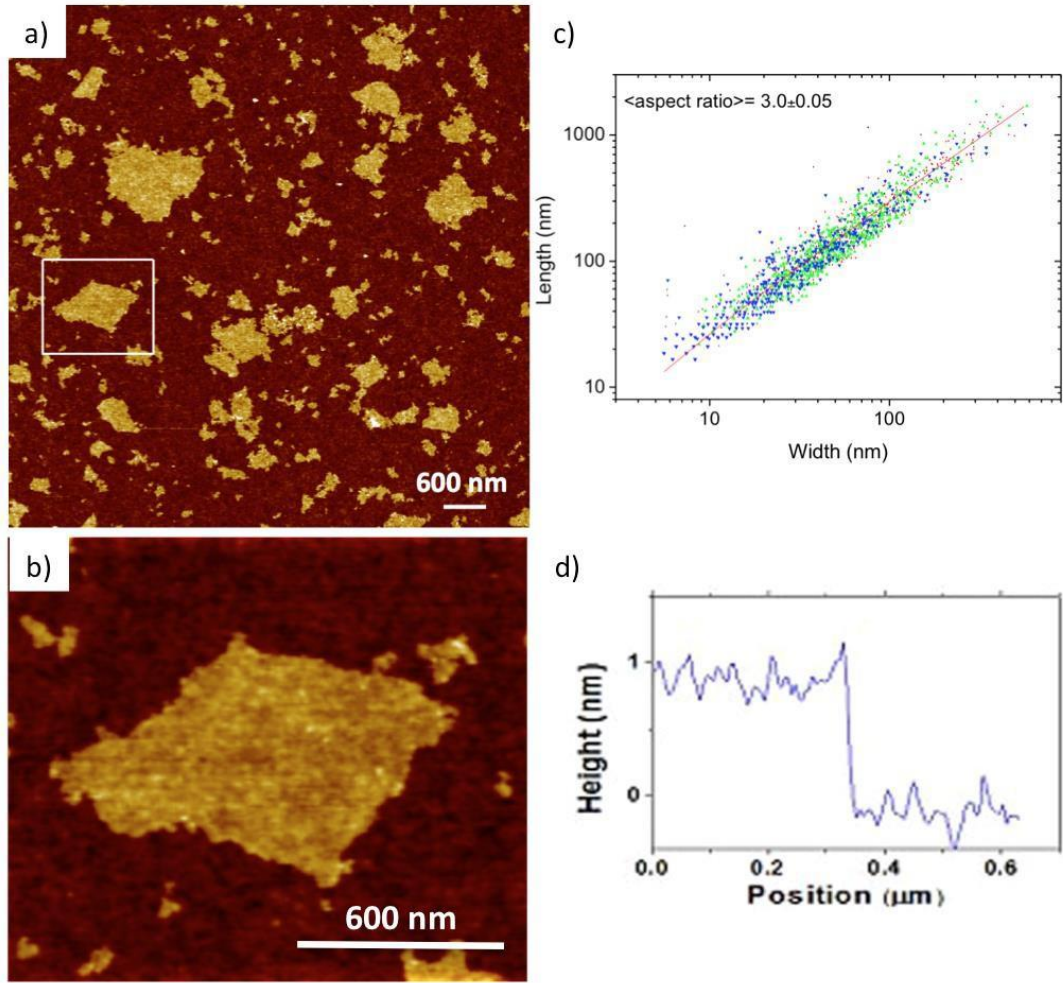 a)
600 nm
b)
600 nm
c)
<aspect ratio>= 3.0±0.05
1000
100
10
Length (nm)
10 100
Width (nm)
d)
1
0
Height (nm)
0.0 0.2 0.4 0.6
Position (μm)